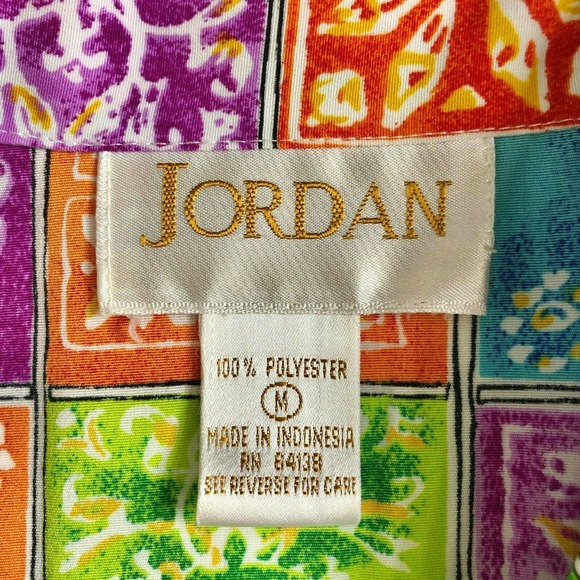 JORDAN
100% POLYESTER
M
MADE IN INDONESIA
RN 84138
SEE REVERSE FOR CARE